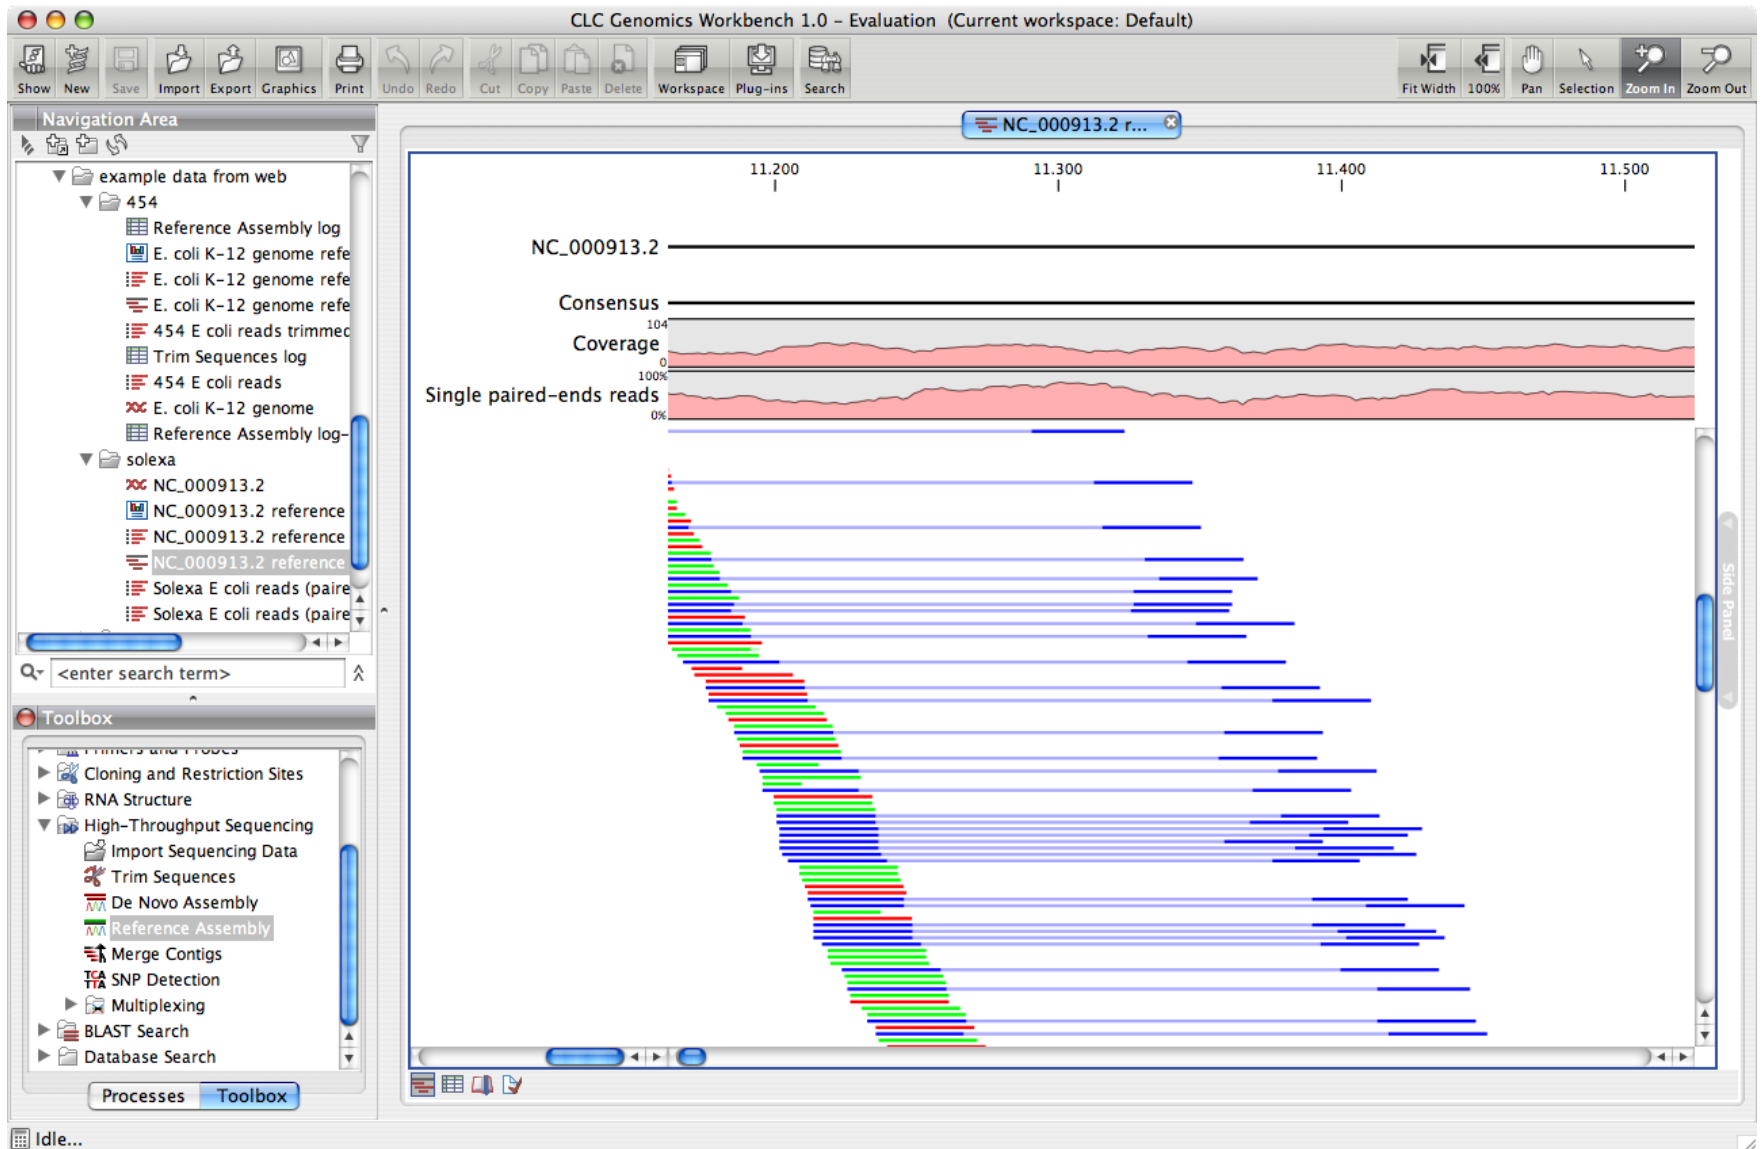 CLC Genomics Workbench 1.0 – Evaluation (Current workspace: Default)
Show New Save Import Export Graphics Print Undo Redo Cut Copy Paste Delete Workspace Plug-ins Search Fit Width 100% Pan Selection Zoom In Zoom Out
Navigation Area
example data from web
454
Reference Assembly log
E. coli K-12 genome refe
E. coli K-12 genome refe
E. coli K-12 genome refe
454 E coli reads trimmed
Trim Sequences log
454 E coli reads
E. coli K-12 genome
Reference Assembly log-
solexa
NC_000913.2
NC_000913.2 reference
NC_000913.2 reference
NC_000913.2 reference
Solexa E coli reads (paire
Solexa E coli reads (paire
<enter search term>
Toolbox
Primers and Probes
Cloning and Restriction Sites
RNA Structure
High-Throughput Sequencing
Import Sequencing Data
Trim Sequences
De Novo Assembly
Reference Assembly
Merge Contigs
TCA
TTA
SNP Detection
Multiplexing
BLAST Search
Database Search
Processes Toolbox
Idle...
NC_000913.2 r...
11.200 11.300 11.400 11.500
NC_000913.2
Consensus
104
Coverage
0
100%
Single paired-ends reads
0%
Side Panel